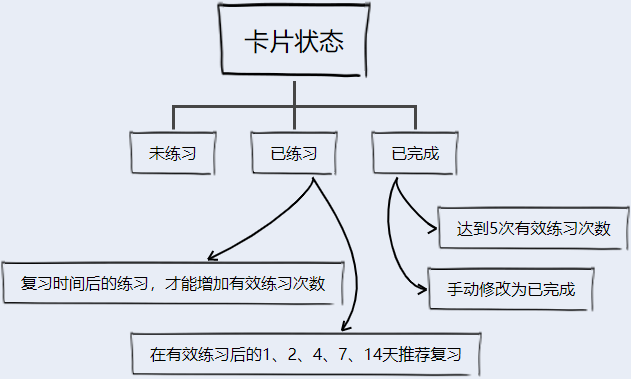 卡片状态
未练习
已练习
已完成
达到5次有效练习次数
复习时间后的练习，才能增加有效练习次数
手动修改为已完成
在有效练习后的1、2、4、7、14天推荐复习